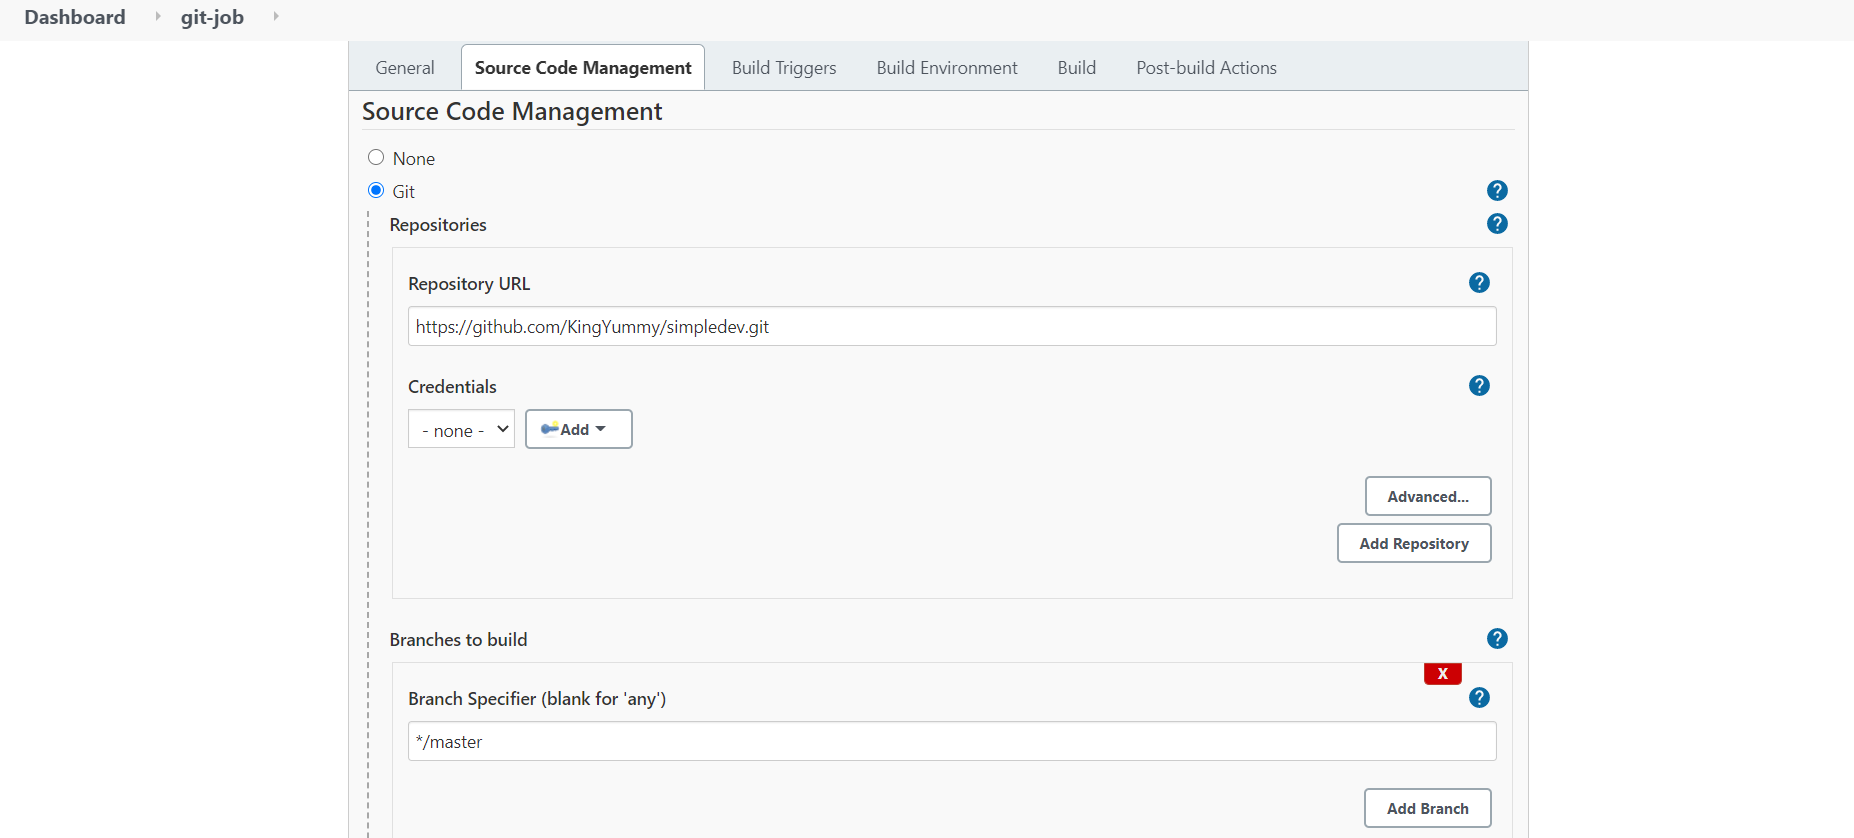 Dashboard git-job
General Source Code Management Build Triggers Build Environment Build Post-build Actions
Source Code Management
None
Git
?
Repositories
?
Repository URL
?
https://github.com/KingYummy/simpledev.git
Credentials
?
- none - Add
Advanced...
Add Repository
Branches to build
?
X
Branch Specifier (blank for 'any')
?
*/master
Add Branch